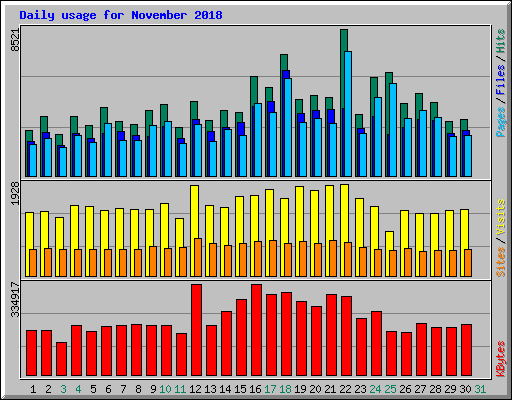 Daily usage for November 2018
8521
Pages / Files / Hits
1928
Sites / Visits
334917
KBytes
1 2 3 4 5 6 7 8 9 10 11 12 13 14 15 16 17 18 19 20 21 22 23 24 25 26 27 28 29 30 31